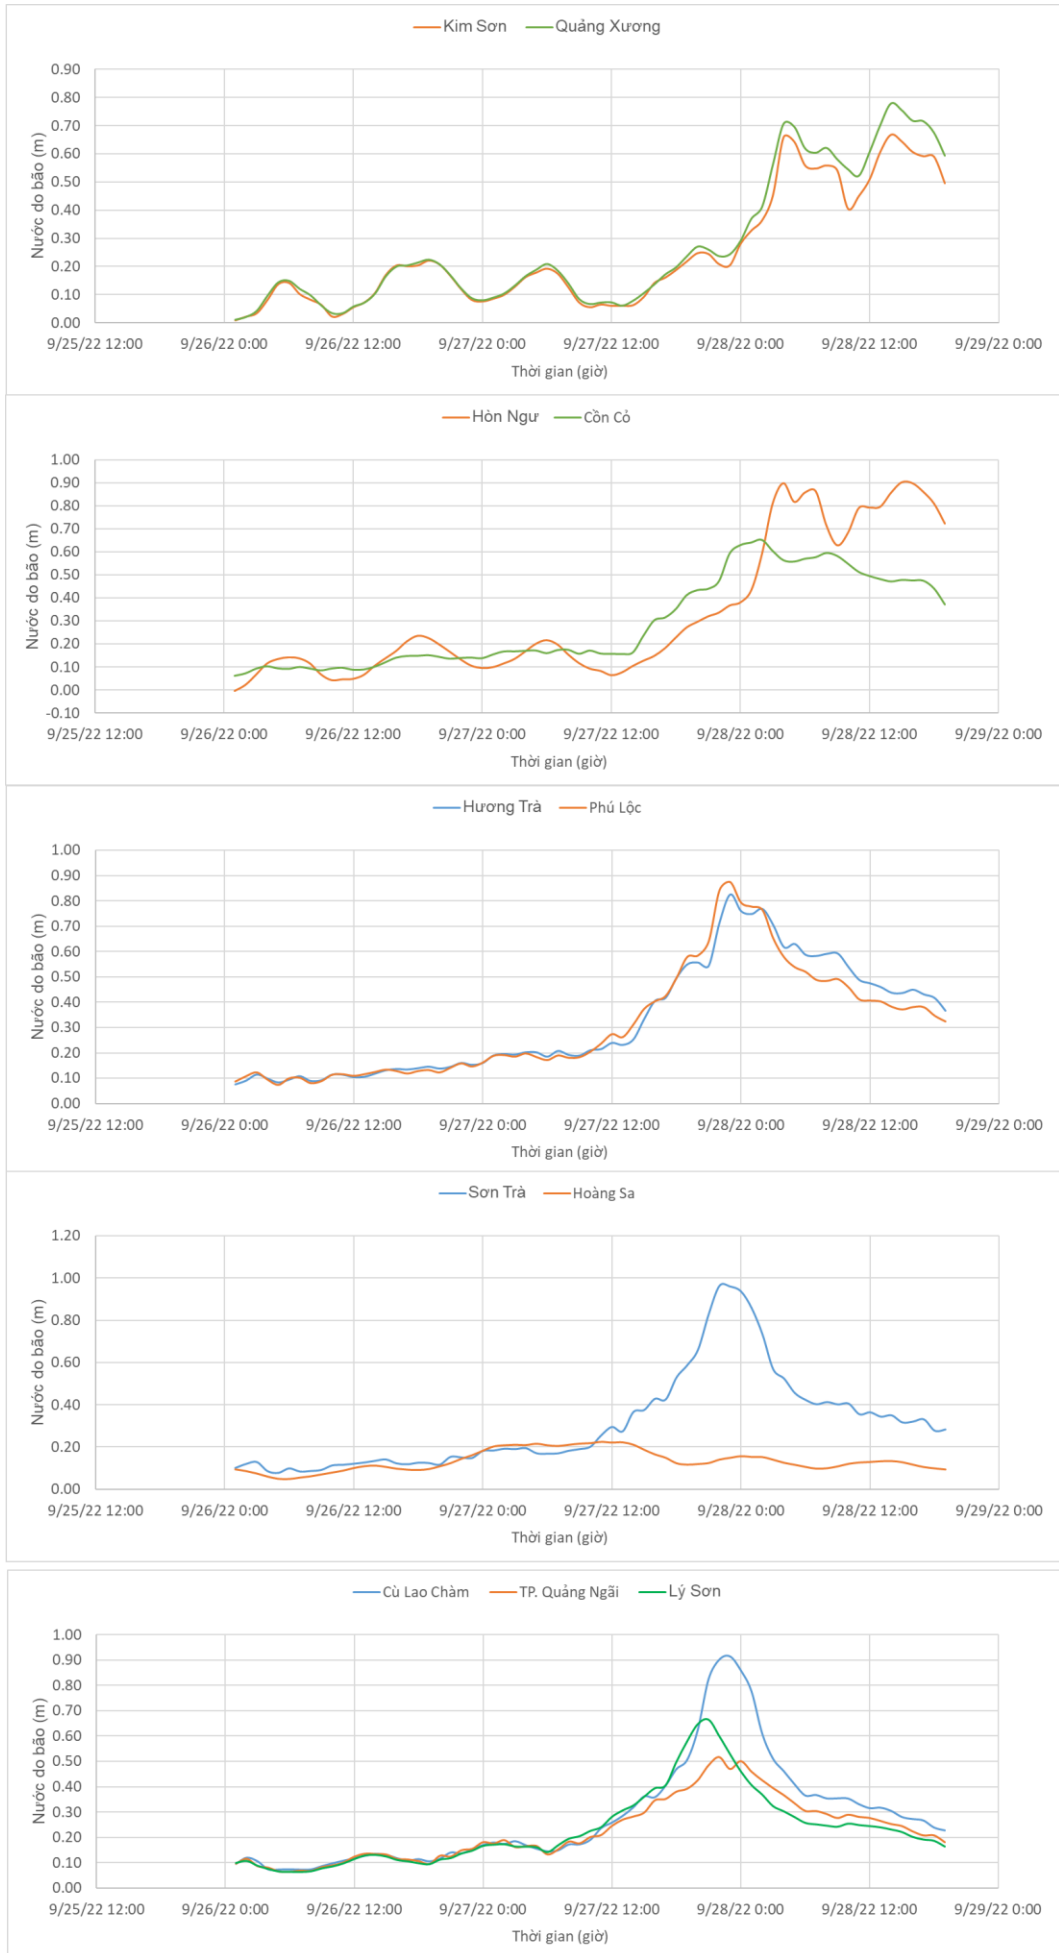 Kim Sơn Quảng Xương
0.90
0.80
0.70
0.60
0.50
0.40
0.30
0.20
0.10
0.00
Nước do bão (m)
9/25/22 12:00 9/26/22 0:00 9/26/22 12:00 9/27/22 0:00 9/27/22 12:00 9/28/22 0:00 9/28/22 12:00 9/29/22 0:00
Thời gian (giờ)
Hòn Ngư Cồn Cỏ
1.00
0.90
0.80
0.70
0.60
0.50
0.40
0.30
0.20
0.10
0.00
-0.10
Nước do bão (m)
9/25/22 12:00 9/26/22 0:00 9/26/22 12:00 9/27/22 0:00 9/27/22 12:00 9/28/22 0:00 9/28/22 12:00 9/29/22 0:00
Thời gian (giờ)
Hương Trà Phú Lộc
1.00
0.90
0.80
0.70
0.60
0.50
0.40
0.30
0.20
0.10
0.00
Nước do bão (m)
9/25/22 12:00 9/26/22 0:00 9/26/22 12:00 9/27/22 0:00 9/27/22 12:00 9/28/22 0:00 9/28/22 12:00 9/29/22 0:00
Thời gian (giờ)
Sơn Trà Hoàng Sa
1.20
1.00
0.80
0.60
0.40
0.20
0.00
Nước do bão (m)
9/25/22 12:00 9/26/22 0:00 9/26/22 12:00 9/27/22 0:00 9/27/22 12:00 9/28/22 0:00 9/28/22 12:00 9/29/22 0:00
Thời gian (giờ)
Cù Lao Chàm TP. Quảng Ngãi Lý Sơn
1.00
0.90
0.80
0.70
0.60
0.50
0.40
0.30
0.20
0.10
0.00
Nước do bão (m)
9/25/22 12:00 9/26/22 0:00 9/26/22 12:00 9/27/22 0:00 9/27/22 12:00 9/28/22 0:00 9/28/22 12:00 9/29/22 0:00
Thời gian (giờ)